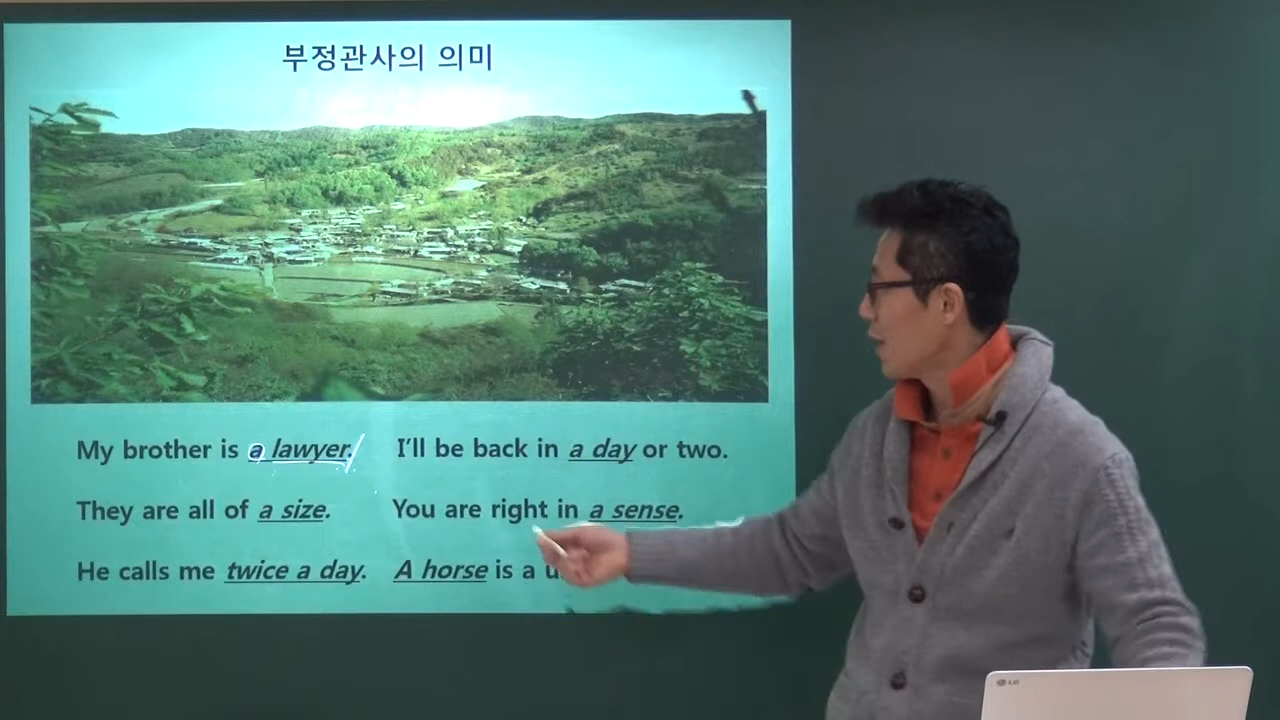 부정관사의 의미
My brother is a lawyer. I'll be back in a day or two.
They are all of a size. You are right in a sense.
He calls me twice a day. A horse is a
LG